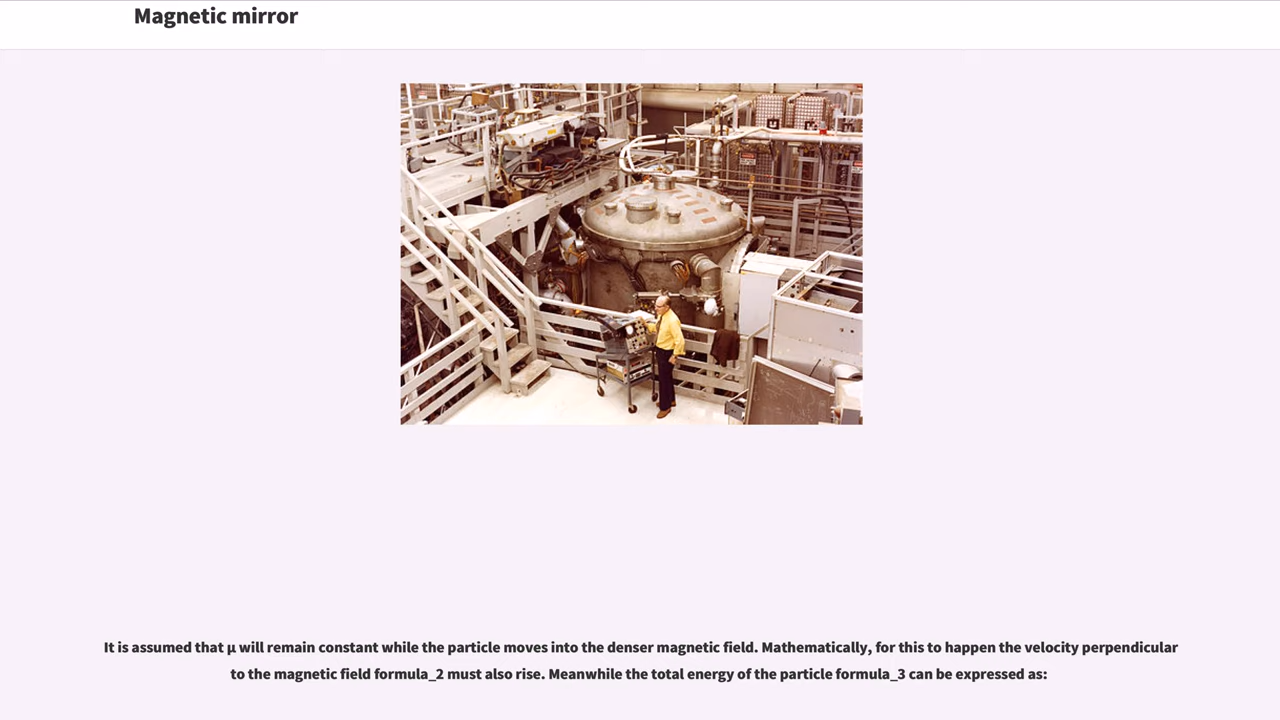 Magnetic mirror
It is assumed that μ will remain constant while the particle moves into the denser magnetic field. Mathematically, for this to happen the velocity perpendicular
to the magnetic field formula_2 must also rise. Meanwhile the total energy of the particle formula_3 can be expressed as: